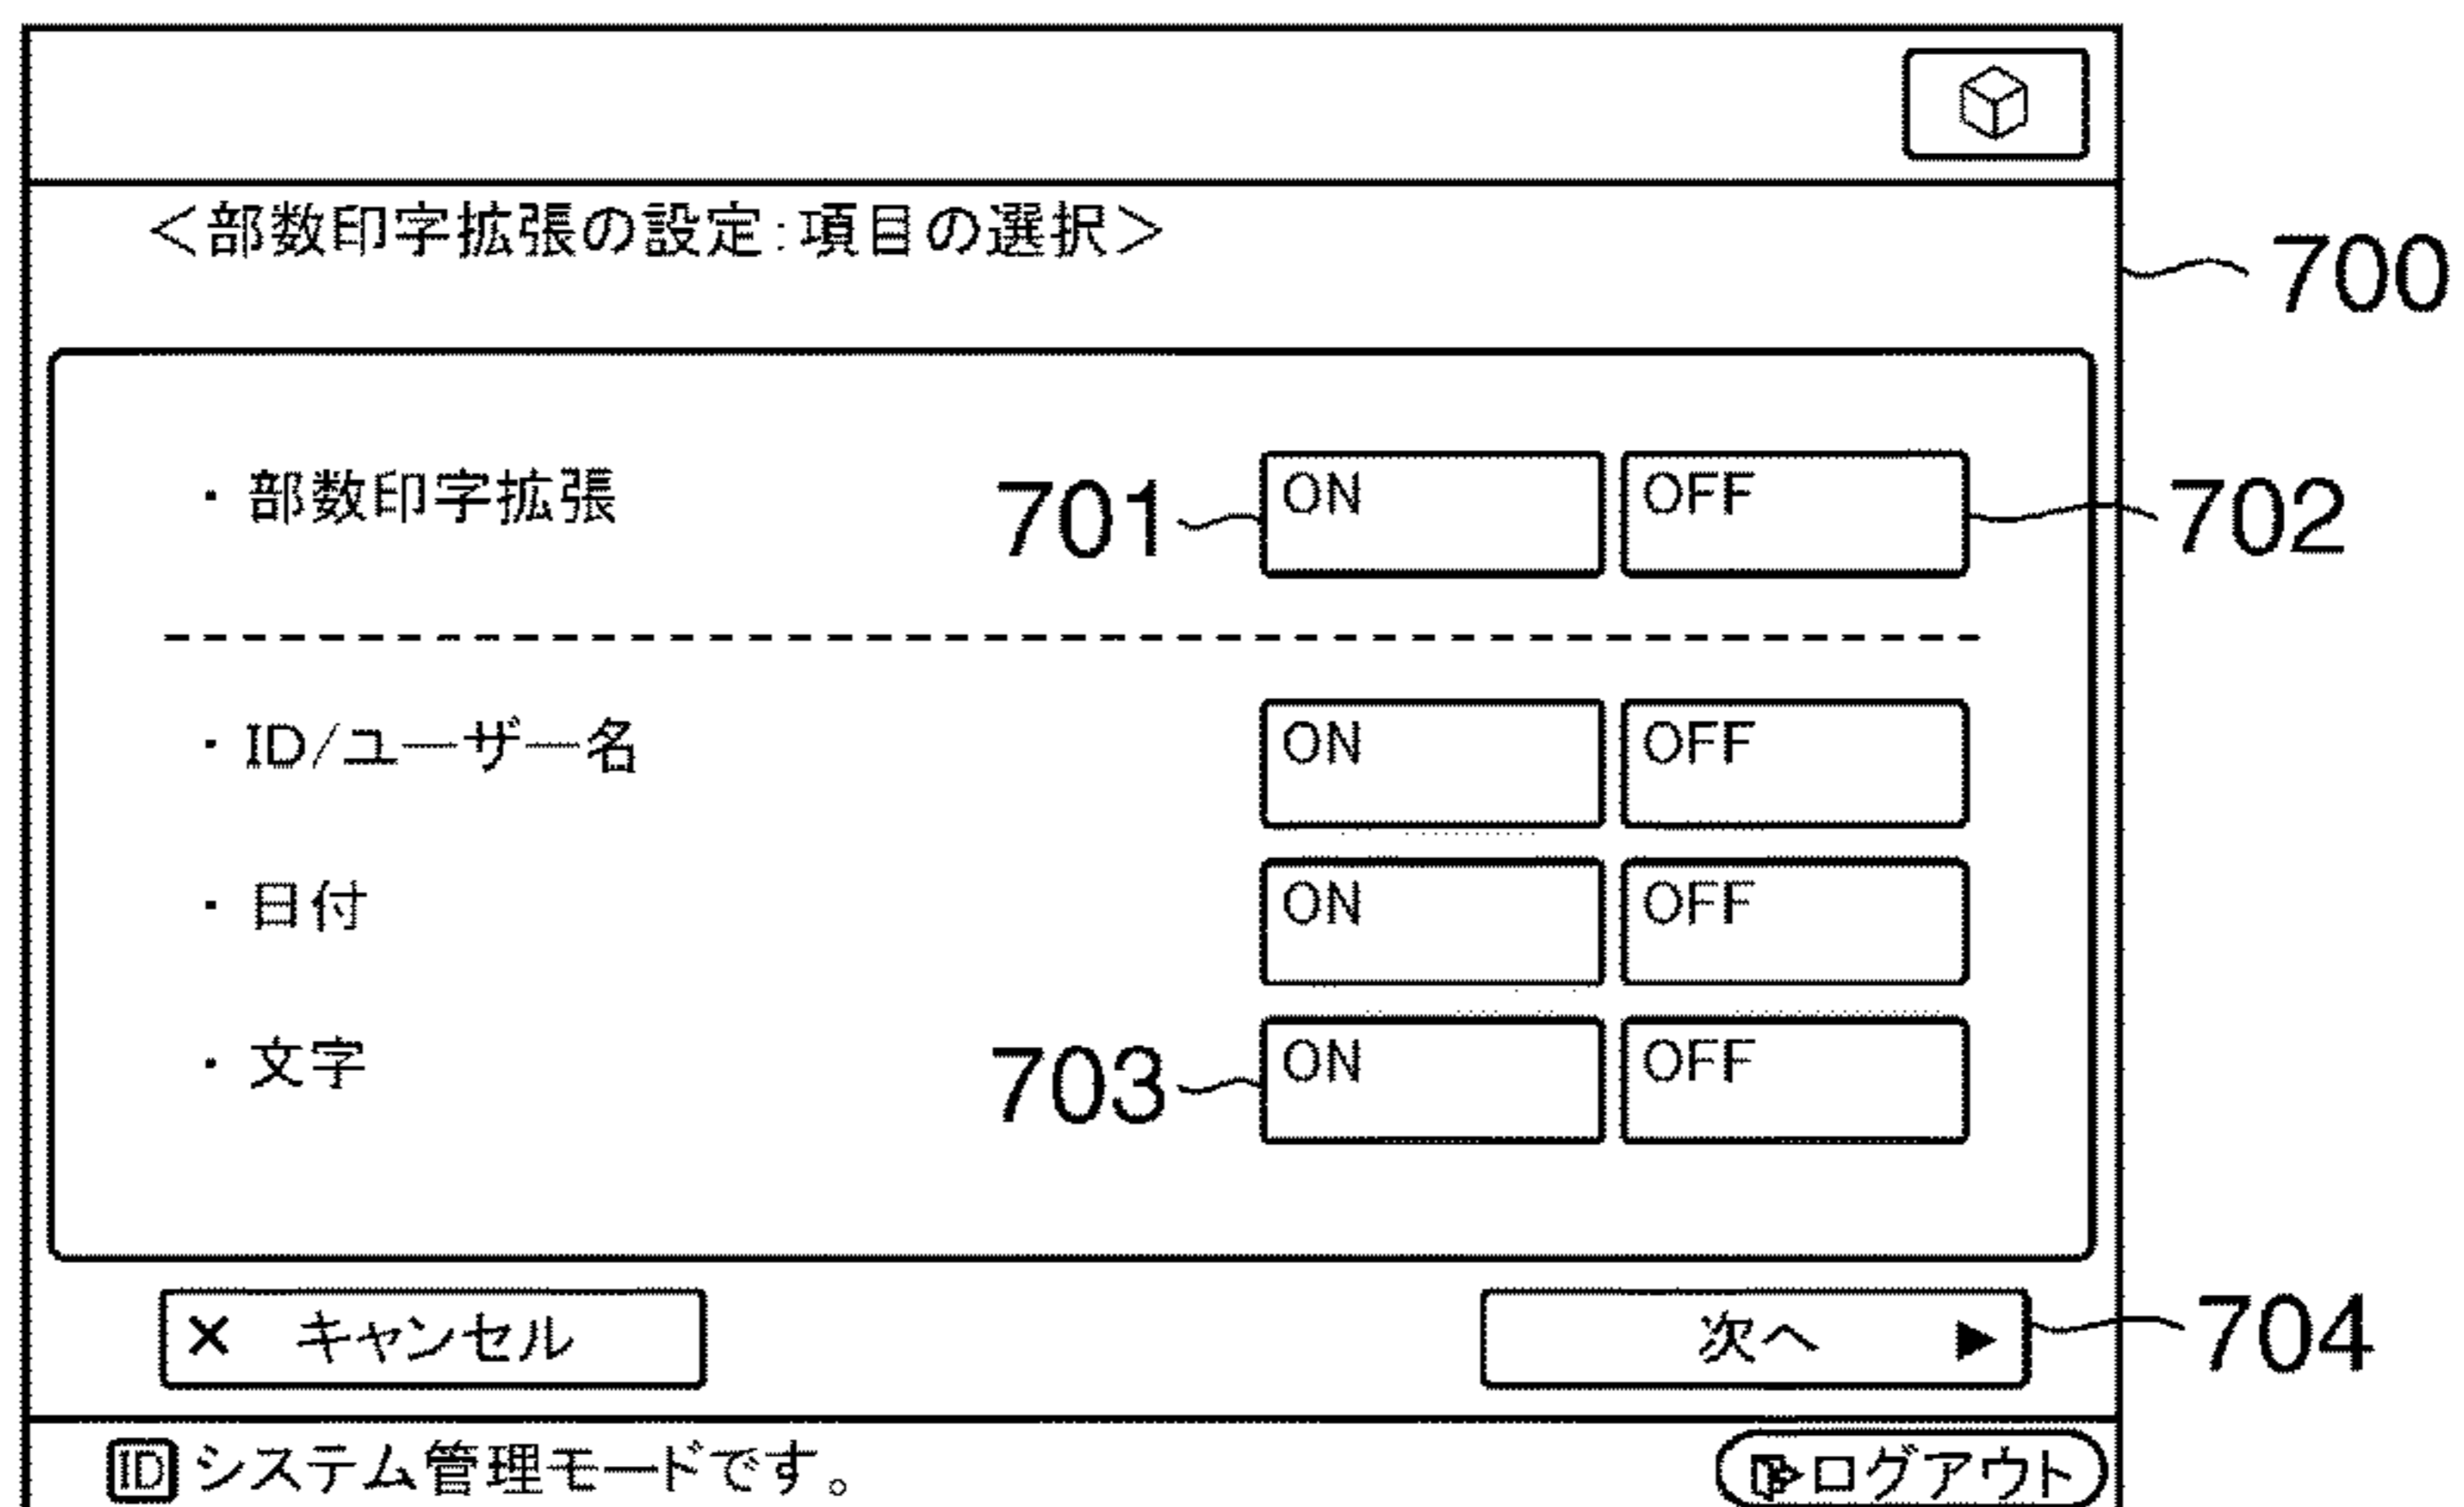 <部数印字拡張の設定:項目の選択>
700
・部数印字拡張 701 ON OFF 702
・ID/ユーザー名 ON OFF
・日付 ON OFF
・文字 703 ON OFF
× キャンセル 次へ ▶ 704
ID システム管理モードです。 ログアウト